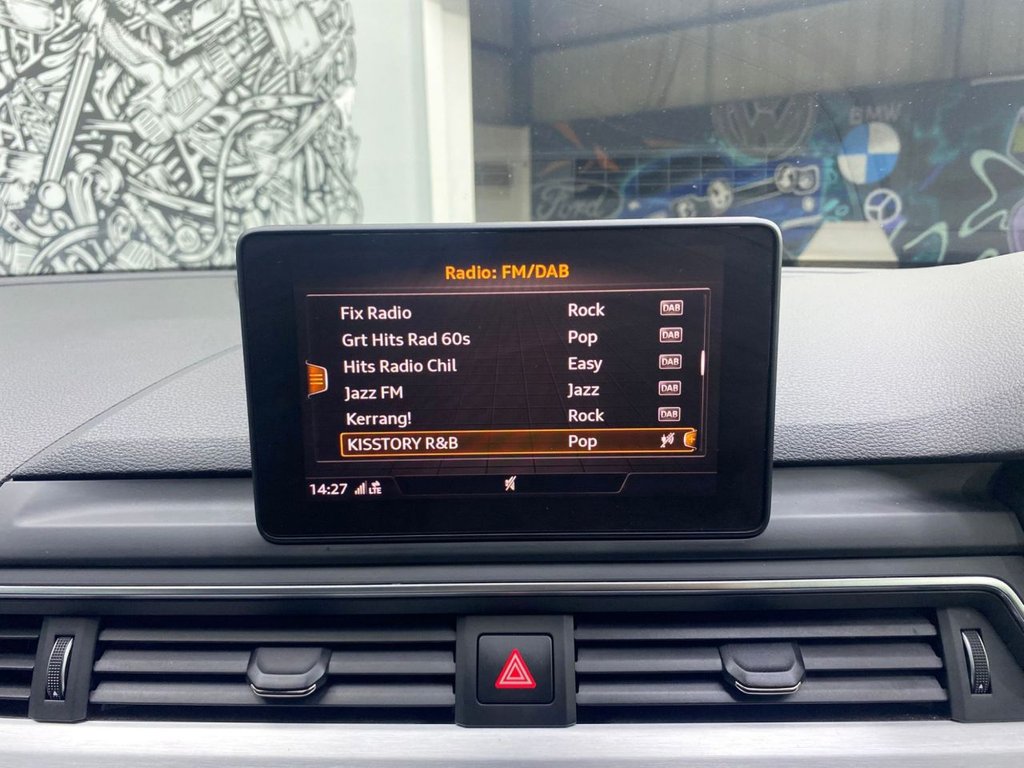 BMW
Ford
Radio: FM/DAB
Fix Radio Rock DAB
Grt Hits Rad 60s Pop DAB
Hits Radio Chil Easy DAB
Jazz FM Jazz DAB
Kerrang! Rock DAB
KISSTORY R&B Pop
14:27 LTE